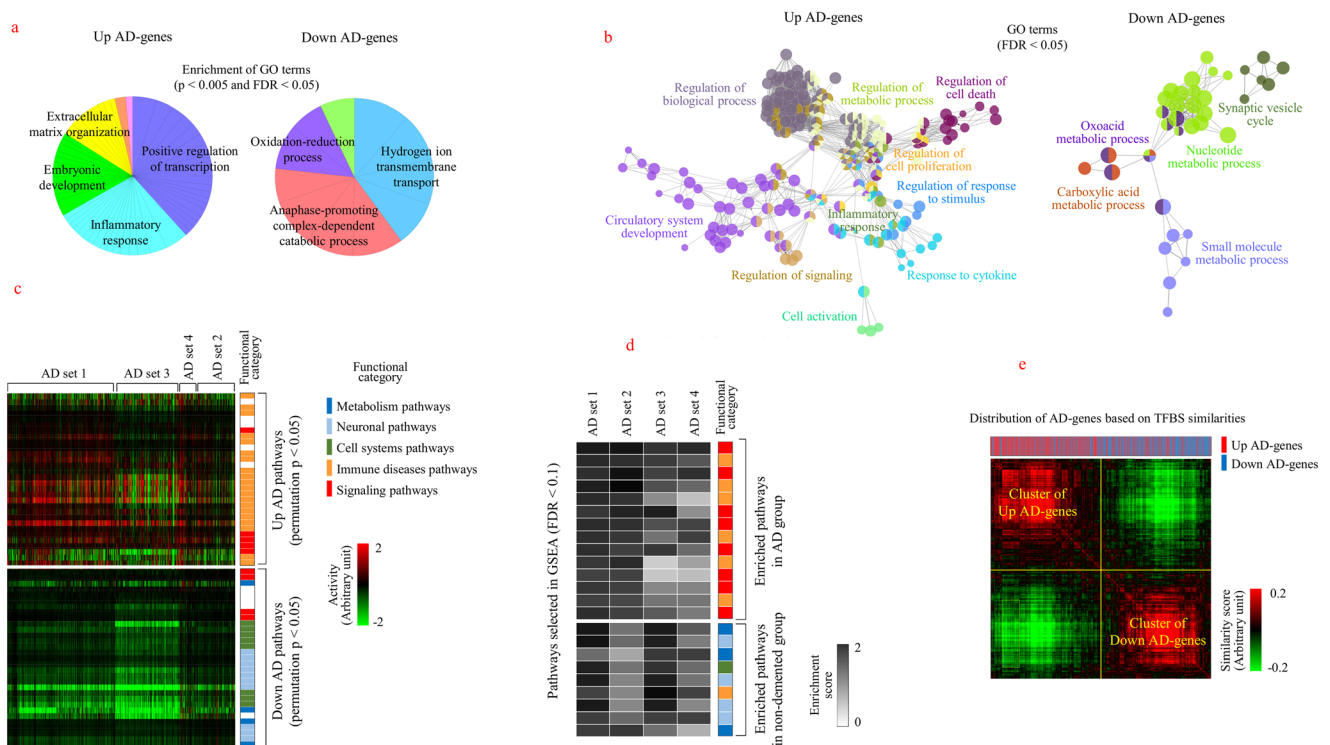 a
Up AD-genes
Down AD-genes
Enrichment of GO terms
(p < 0.005 and FDR < 0.05)
Extracellular
matrix organization
Positive regulation
of transcription
Embryonic
development
Inflammatory
response
Oxidation-reduction
process
Hydrogen ion
transmembrane
transport
Anaphase-promoting
complex-dependent
catabolic process
b
Up AD-genes
GO terms
(FDR < 0.05)
Down AD-genes
Regulation of
biological process
Regulation of
metabolic process
Regulation of
cell death
Regulation of
cell proliferation
Regulation of response
to stimulus
Circulatory system
development
Inflammatory
response
Regulation of signaling
Response to cytokine
Cell activation
Synaptic vesicle
cycle
Oxoacid
metabolic process
Nucleotide
metabolic process
Carboxylic acid
metabolic process
Small molecule
metabolic process
c
AD set 1
AD set 3
AD set 4
AD set 2
Functional
category
Up AD pathways
(permutation p < 0.05)
Down AD pathways
(permutation p < 0.05)
Functional
category
Metabolism pathways
Neuronal pathways
Cell systems pathways
Immune diseases pathways
Signaling pathways
Activity
(Arbitrary unit)
2
-2
d
AD set 1
AD set 2
AD set 3
AD set 4
Functional
category
Pathways selected in GSEA (FDR < 0.1)
Enriched pathways
in AD group
Enriched pathways
in non-demented group
Enrichment
score
2
0
e
Distribution of AD-genes based on TFBS similarities
Up AD-genes
Down AD-genes
Cluster of
Up AD-genes
Cluster of
Down AD-genes
Similarity score
(Arbitrary unit)
0.2
-0.2